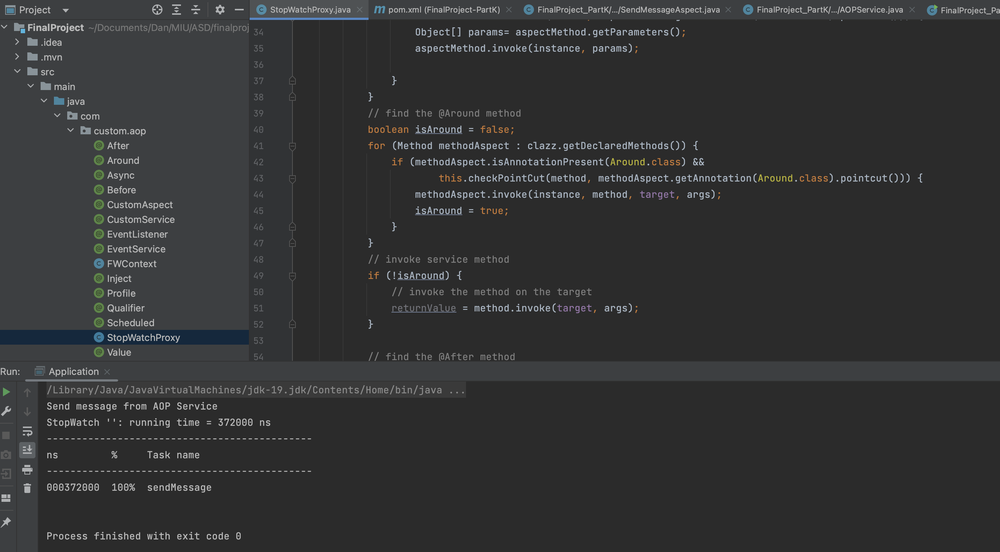 Project
FinalProject ~/Documents/Dan/MIU/ASD/finalproj
.idea
.mvn
src
main
java
com
custom.aop
After
Around
Async
Before
CustomAspect
CustomService
EventListener
EventService
FWContext
Inject
Profile
Qualifier
Scheduled
StopWatchProxy
Value
StopWatchProxy.java pom.xml (FinalProject-PartK) FinalProject_PartK/.../SendMessageAspect.java FinalProject_PartK/.../AOPService.java FinalProject_Pa
34 Object[] params= aspectMethod.getParameters();
35 aspectMethod.invoke(instance, params);
36
37 }
38 }
39 // find the @Around method
40 boolean isAround = false;
41 for (Method methodAspect : clazz.getDeclaredMethods()) {
42 if (methodAspect.isAnnotationPresent(Around.class) &&
43 this.checkPointCut(method, methodAspect.getAnnotation(Around.class).pointcut())) {
44 methodAspect.invoke(instance, method, target, args);
45 isAround = true;
46 }
47 }
48 // invoke service method
49 if (!isAround) {
50 // invoke the method on the target
51 returnValue = method.invoke(target, args);
52 }
53
54 // find the @After method
Run: Application
/Library/Java/JavaVirtualMachines/jdk-19.jdk/Contents/Home/bin/java ...
Send message from AOP Service
StopWatch '': running time = 372000 ns
---------------------------------------------
ns % Task name
---------------------------------------------
000372000 100% sendMessage
Process finished with exit code 0